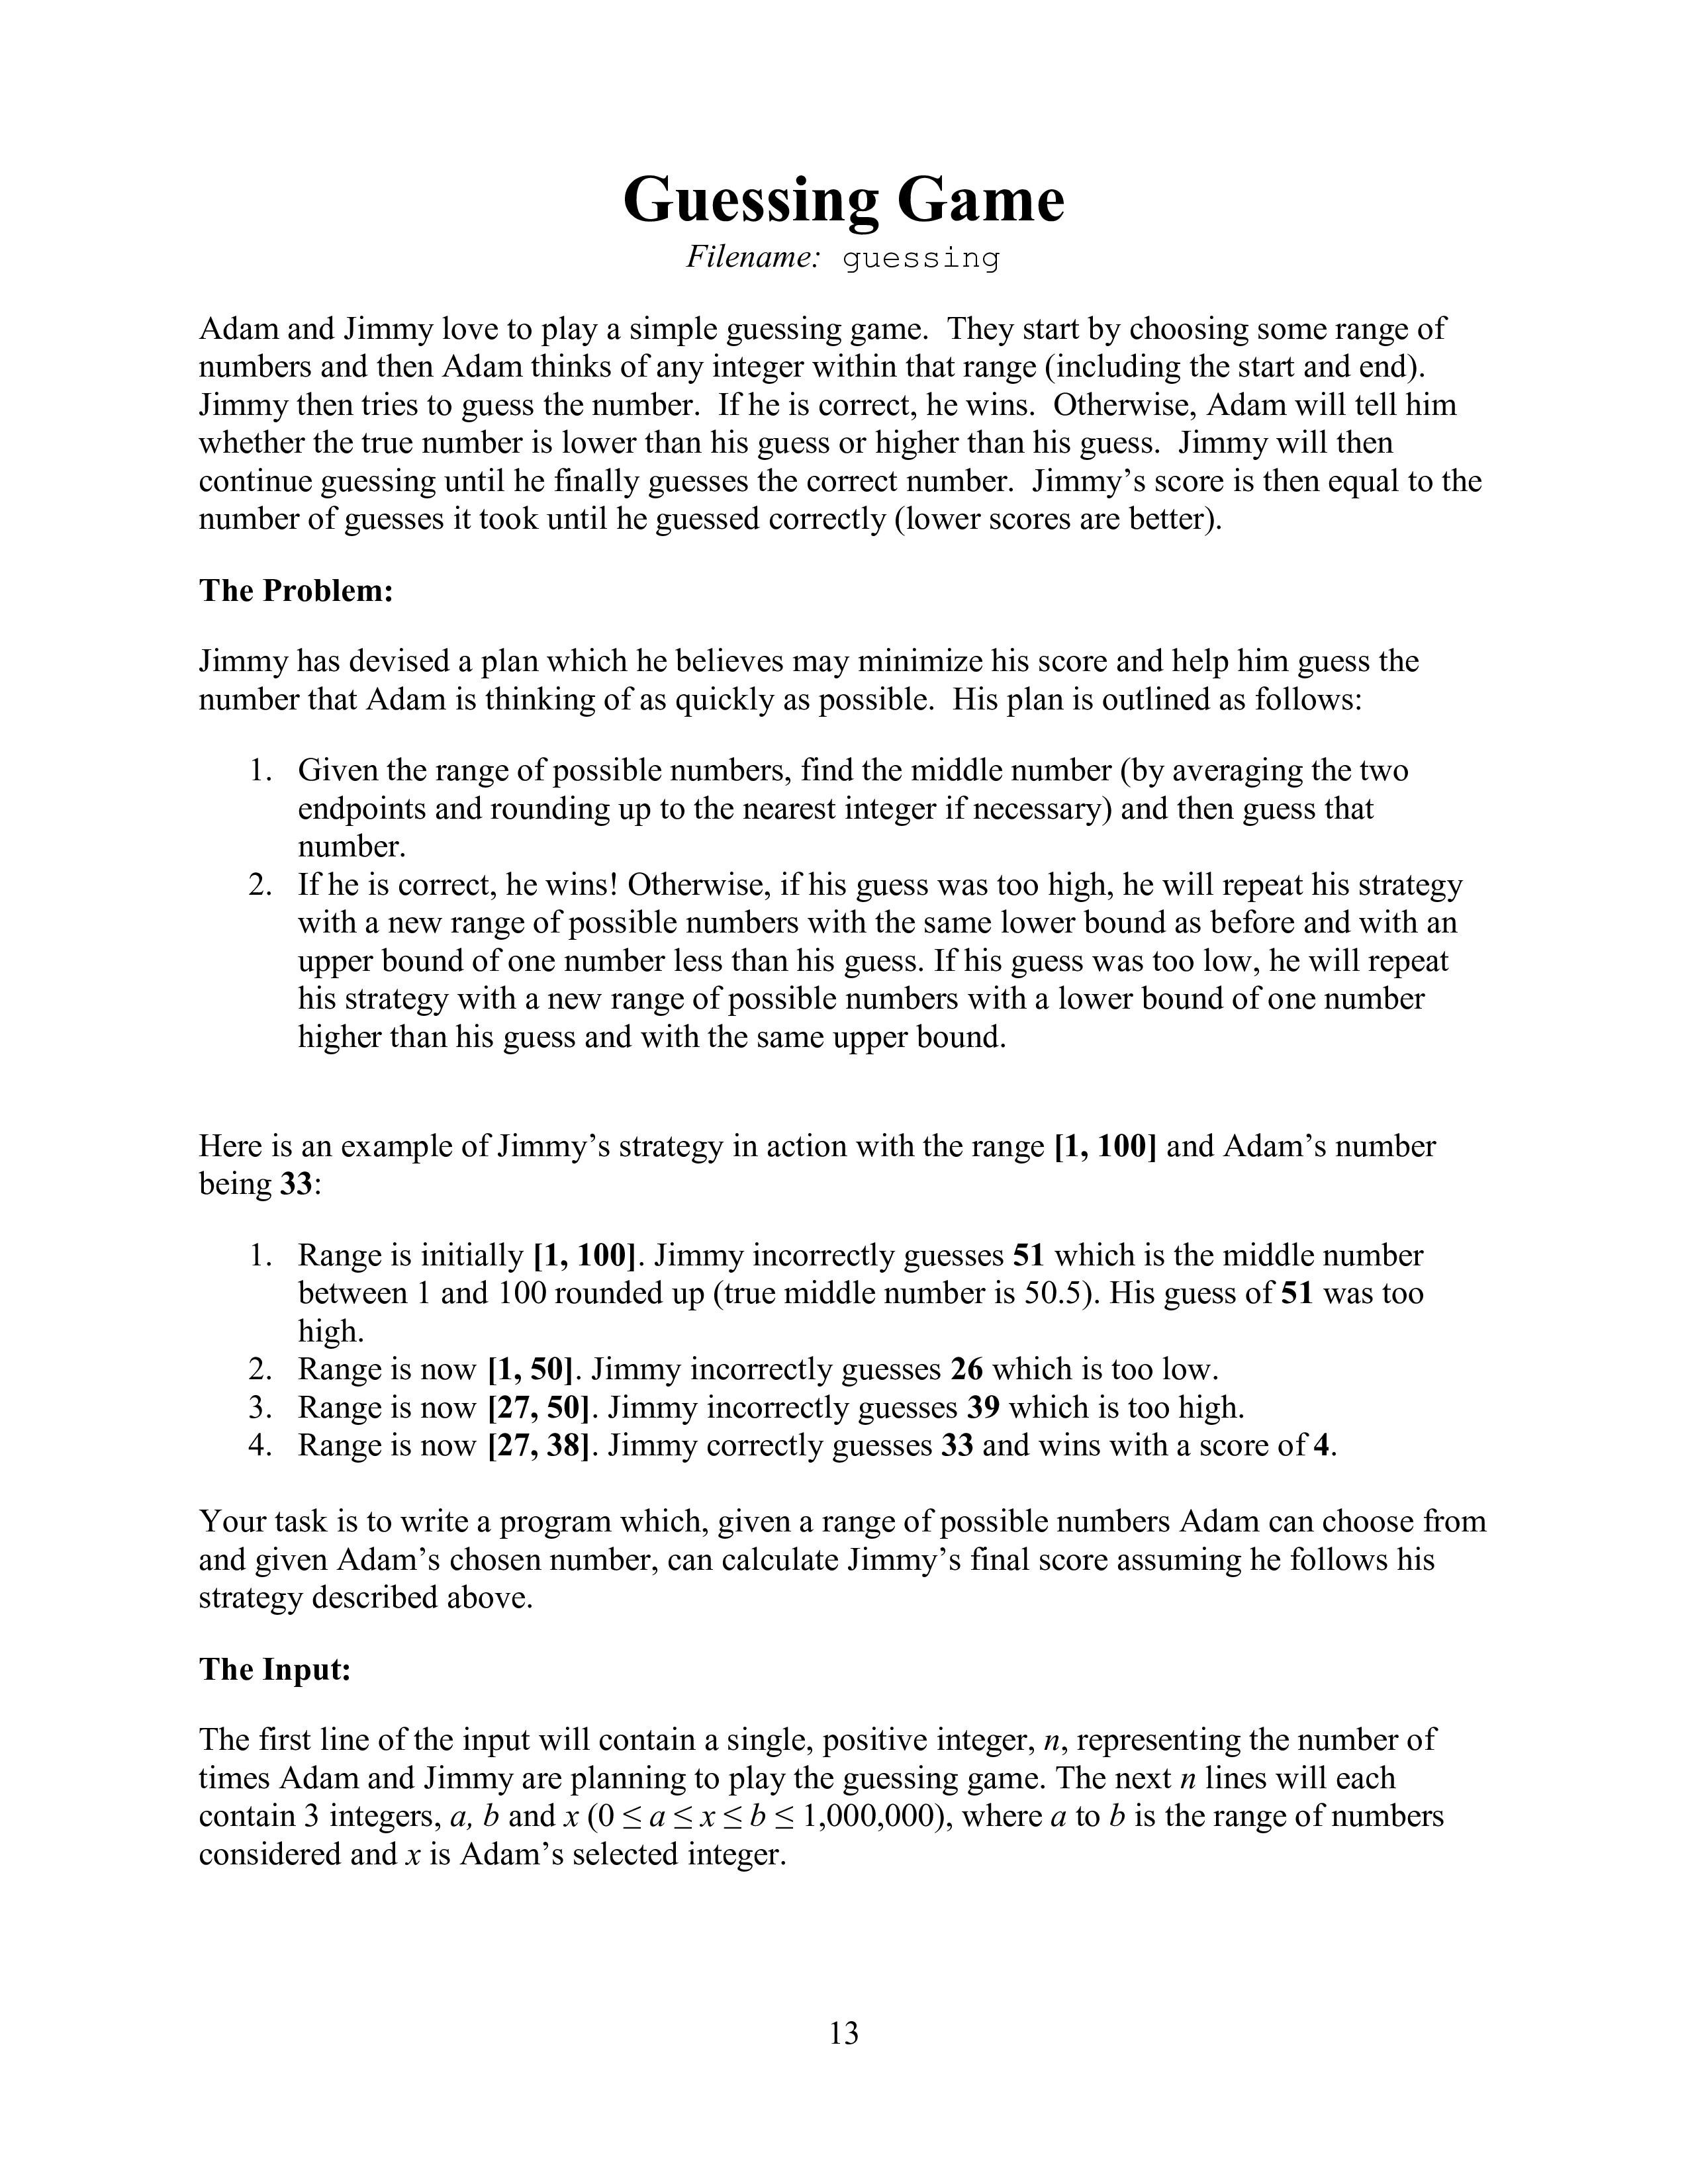 Guessing Game
Filename: guessing
Adam and Jimmy love to play a simple guessing game. They start by choosing some range of
numbers and then Adam thinks of any integer within that range (including the start and end).
Jimmy then tries to guess the number. If he is correct, he wins. Otherwise, Adam will tell him
whether the true number is lower than his guess or higher than his guess. Jimmy will then
continue guessing until he finally guesses the correct number. Jimmy’s score is then equal to the
number of guesses it took until he guessed correctly (lower scores are better).
The Problem:
Jimmy has devised a plan which he believes may minimize his score and help him guess the
number that Adam is thinking of as quickly as possible. His plan is outlined as follows:
1. Given the range of possible numbers, find the middle number (by averaging the two
endpoints and rounding up to the nearest integer if necessary) and then guess that
number.
2. If he is correct, he wins! Otherwise, if his guess was too high, he will repeat his strategy
with a new range of possible numbers with the same lower bound as before and with an
upper bound of one number less than his guess. If his guess was too low, he will repeat
his strategy with a new range of possible numbers with a lower bound of one number
higher than his guess and with the same upper bound.
Here is an example of Jimmy’s strategy in action with the range [1, 100] and Adam’s number
being 33:
1. Range is initially [1, 100]. Jimmy incorrectly guesses 51 which is the middle number
between 1 and 100 rounded up (true middle number is 50.5). His guess of 51 was too
high.
2. Range is now [1, 50]. Jimmy incorrectly guesses 26 which is too low.
3. Range is now [27, 50]. Jimmy incorrectly guesses 39 which is too high.
4. Range is now [27, 38]. Jimmy correctly guesses 33 and wins with a score of 4.
Your task is to write a program which, given a range of possible numbers Adam can choose from
and given Adam’s chosen number, can calculate Jimmy’s final score assuming he follows his
strategy described above.
The Input:
The first line of the input will contain a single, positive integer, n, representing the number of
times Adam and Jimmy are planning to play the guessing game. The next n lines will each
contain 3 integers, a, b and x (0 ≤ a ≤ x ≤ b ≤ 1,000,000), where a to b is the range of numbers
considered and x is Adam’s selected integer.
13